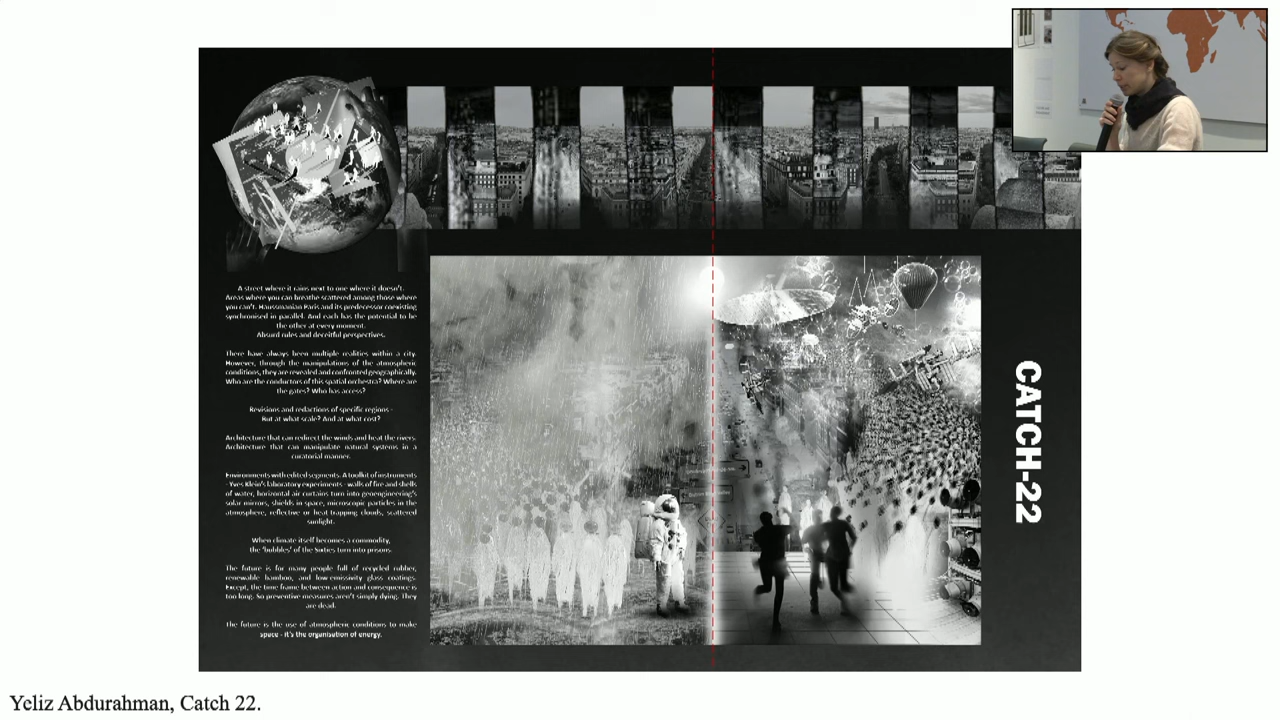 A street where it rains next to one where it doesn't.
Areas where you can breathe scattered among those where
you can't. Haussmanian Paris and its predecessor coexisting
synchronised in parallel. And each has the potential to be
the other at every moment.
Absurd rules and deceitful perspectives.
There have always been multiple realities within a city.
However, through the manipulations of the atmospheric
conditions, they are revealed and confronted geographically.
Who are the conductors of this spatial orchestra? Where are
the gates? Who has access?
Revisions and redactions of specific regions -
But at what scale? And at what cost?
Architecture that can redirect the winds and heat the rivers.
Architecture that can manipulate natural systems in a
curatorial manner.
Environments with edited segments. A toolkit of instruments
- Yves Klein's laboratory experiments - walls of fire and shells
of water, horizontal air curtains turn into geoengineering's
solar mirrors, shields in space, microscopic particles in the
atmosphere, reflective or heat-trapping clouds, scattered
sunlight.
When climate itself becomes a commodity,
the 'bubbles' of the Sixties turn into prisons.
The future is for many people full of recycled rubber,
renewable bamboo, and low-emissivity glass coatings.
Except, the time frame between action and consequence is
too long. So preventive measures aren't simply dying. They
are dead.
The future is the use of atmospheric conditions to make
space - it's the organisation of energy.
CATCH-22
Yeliz Abdurahman, Catch 22.